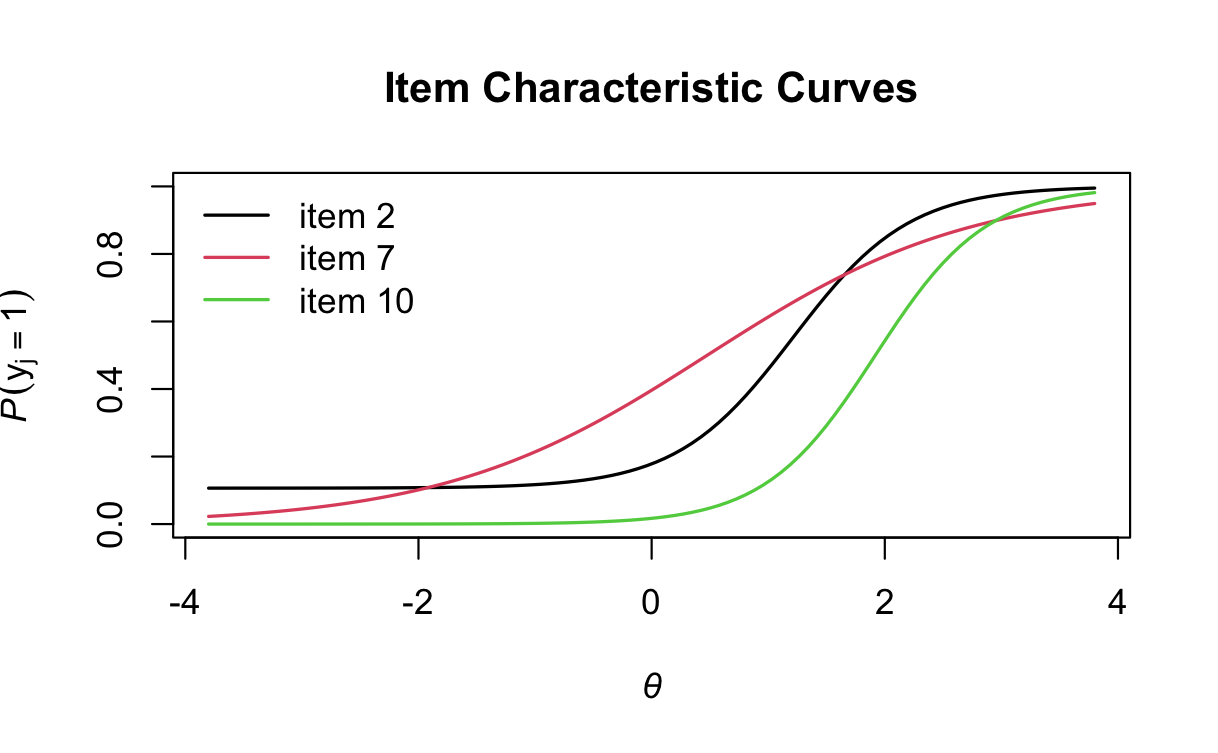 Item Characteristic Curves
item 2
item 7
item 10
P(yj = 1)
0.8
0.4
0.0
-4 -2 0 2 4
θ